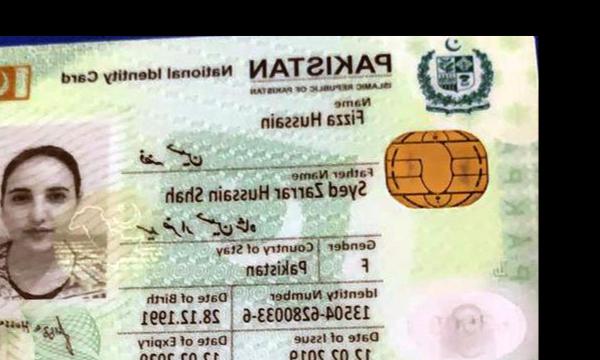 PAKISTAN National Identity Card
ISLAMIC REPUBLIC OF PAKISTAN
Name
Fizza Hussain
Father Name
Syed Zarrar Hussain Shah
Gender Country of Stay
F Pakistan
Identity Number Date of Birth
13504-6280033-6 28.12.1991
Date of Issue Date of Expiry
12.02.2019